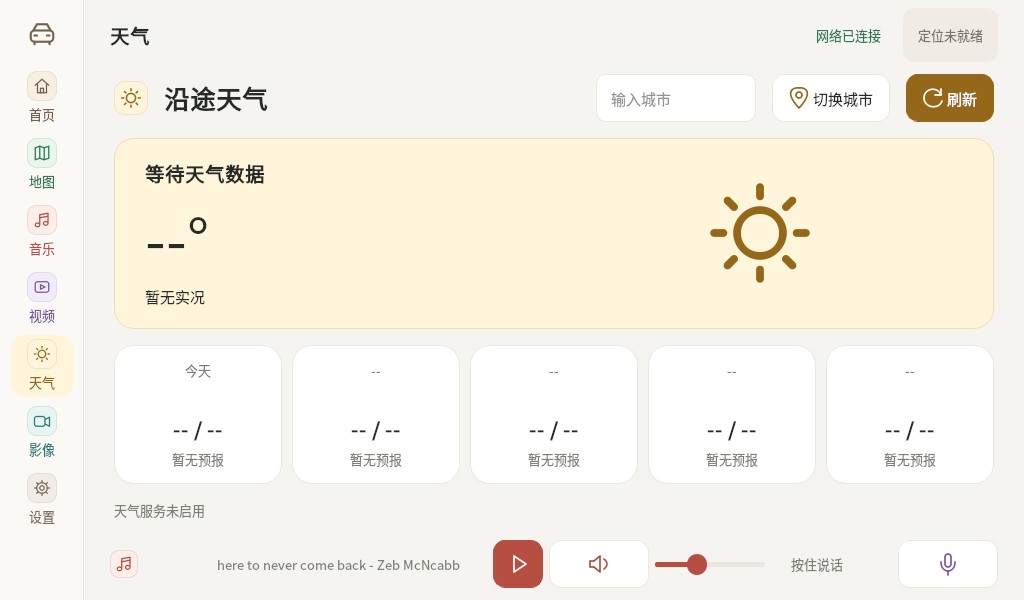 天气
网络已连接
定位未就绪
首页
地图
音乐
视频
天气
影像
设置
沿途天气
输入城市
切换城市
刷新
等待天气数据
--°
暂无实况
今天
-- / --
暂无预报
--
-- / --
暂无预报
--
-- / --
暂无预报
--
-- / --
暂无预报
--
-- / --
暂无预报
天气服务未启用
here to never come back - Zeb McNcabb
按住说话